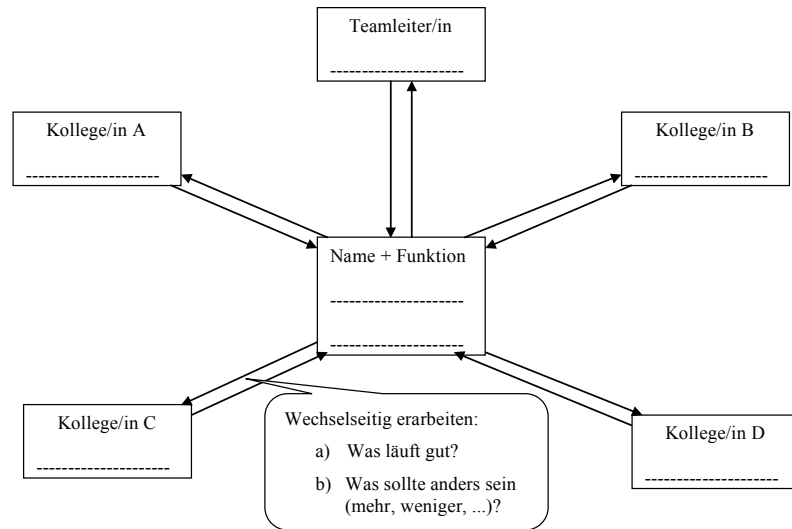 Teamleiter/in
----------------------
Kollege/in A
----------------------
Kollege/in B
----------------------
Name + Funktion
----------------------
----------------------
Kollege/in C
----------------------
Wechselseitig erarbeiten:
a) Was läuft gut?
b) Was sollte anders sein
(mehr, weniger, ...)?
Kollege/in D
----------------------